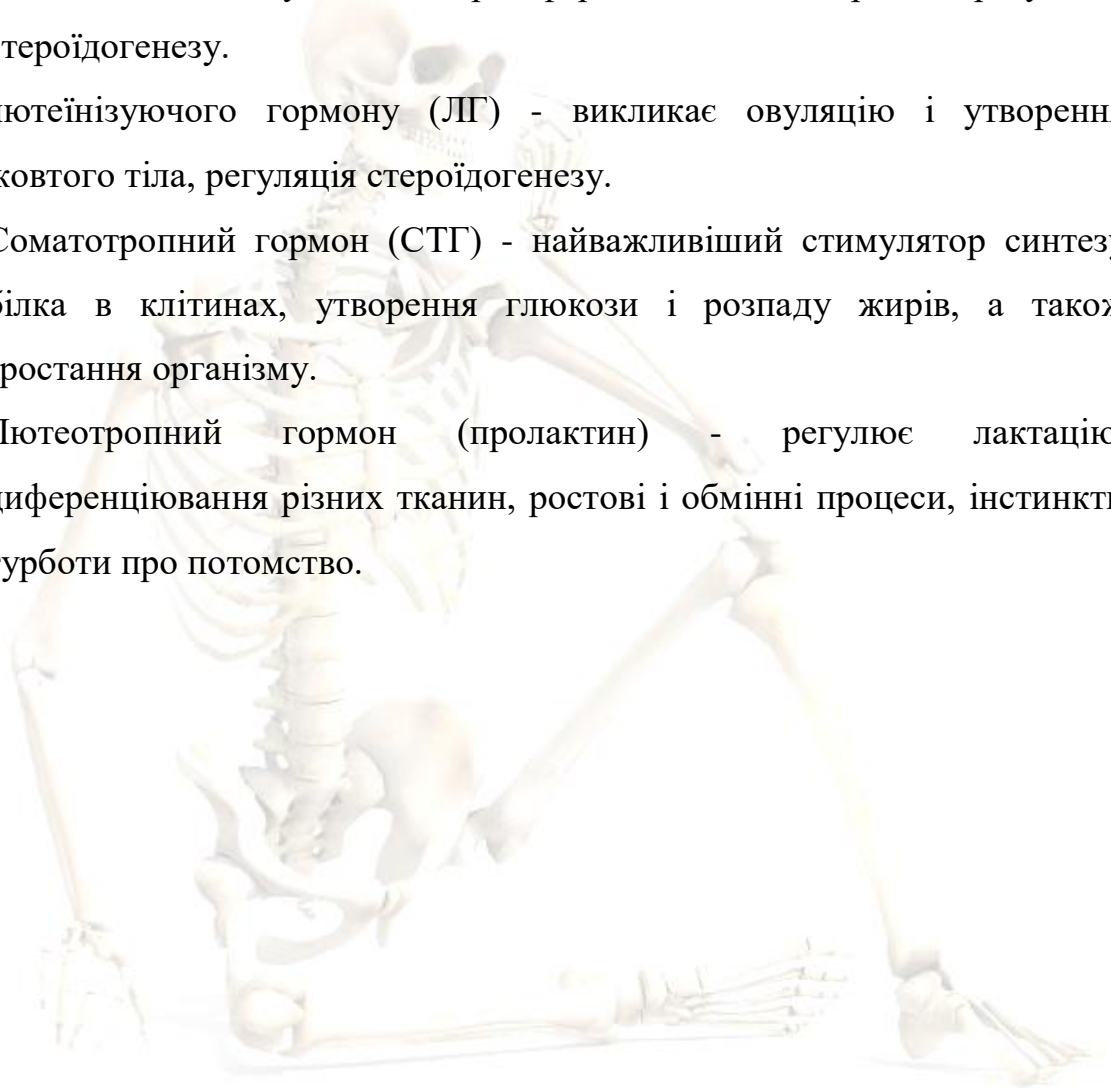 тероїдогенезу.
лютеїнізуючого гормону (ЛГ) - викликає овуляцію і утворення
жовтого тіла, регуляція стероїдогенезу.
Соматотропний гормон (СТГ) - найважливіший стимулятор синтезу
білка в клітинах, утворення глюкози і розпаду жирів, а також
зростання організму.
Лютеотропний гормон (пролактин) - регулює лактацію,
диференціювання різних тканин, ростові і обмінні процеси, інстинкти
турботи про потомство.